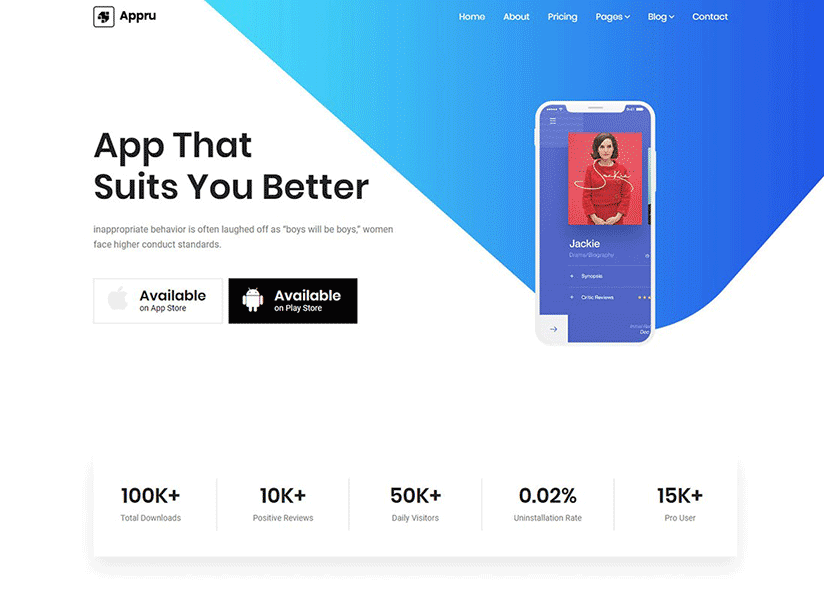 Appru
Home About Pricing Pages Blog Contact
App That
Suits You Better
inappropriate behavior is often laughed off as “boys will be boys,” women
face higher conduct standards.
Available
on App Store
Available
on Play Store
Jackie
Jackie
Drama/Biography
+ Synopsis
+ Critic Reviews
100K+
Total Downloads
10K+
Positive Reviews
50K+
Daily Visitors
0.02%
Uninstallation Rate
15K+
Pro User